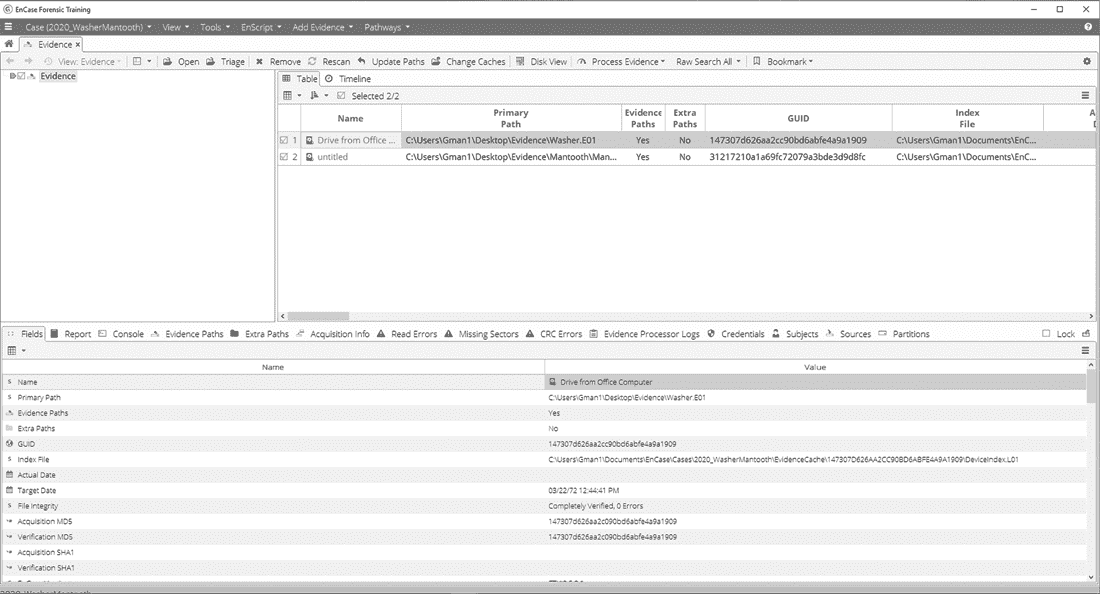 EnCase Forensic Training
Case (2020_WasherMantooth) View Tools EnScript Add Evidence Pathways
Evidence
View: Evidence Open Triage Remove Rescan Update Paths Change Caches Disk View Process Evidence Raw Search All Bookmark
Evidence
Table Timeline
Selected 2/2
Name Primary Path Evidence Paths Extra Paths GUID Index File
1 Drive from Office ... C:\Users\Gman1\Desktop\Evidence\Washer.E01 Yes No 147307d626aa2cc90bd6abfe4a9a1909 C:\Users\Gman1\Documents\EnC...
2 untitled C:\Users\Gman1\Desktop\Evidence\Mantooth\Man... Yes No 31217210a1a69fc72079a3bde3d9d8fc C:\Users\Gman1\Documents\EnC...
Fields Report Console Evidence Paths Extra Paths Acquisition Info Read Errors Missing Sectors CRC Errors Evidence Processor Logs Credentials Subjects Sources Partitions Lock
Name Value
Name Drive from Office Computer
Primary Path C:\Users\Gman1\Desktop\Evidence\Washer.E01
Evidence Paths Yes
Extra Paths No
GUID 147307d626aa2cc90bd6abfe4a9a1909
Index File C:\Users\Gman1\Documents\EnCase\Cases\2020_WasherMantooth\EvidenceCache\147307D626AA2CC90BD6ABFE4A9A1909\DeviceIndex.L01
Actual Date
Target Date 03/22/72 12:44:41 PM
File Integrity Completely Verified, 0 Errors
Acquisition MD5 147307d626aa2c090bd6abfe4a9a1909
Verification MD5 147307d626aa2c090bd6abfe4a9a1909
Acquisition SHA1
Verification SHA1